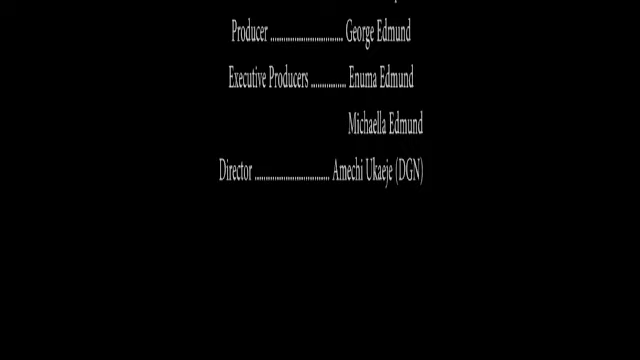 Producer ............................. George Edmund
Executive Producers .............. Enuma Edmund
Michaella Edmund
Director .............................. Amechi Ukaeje (DGN)